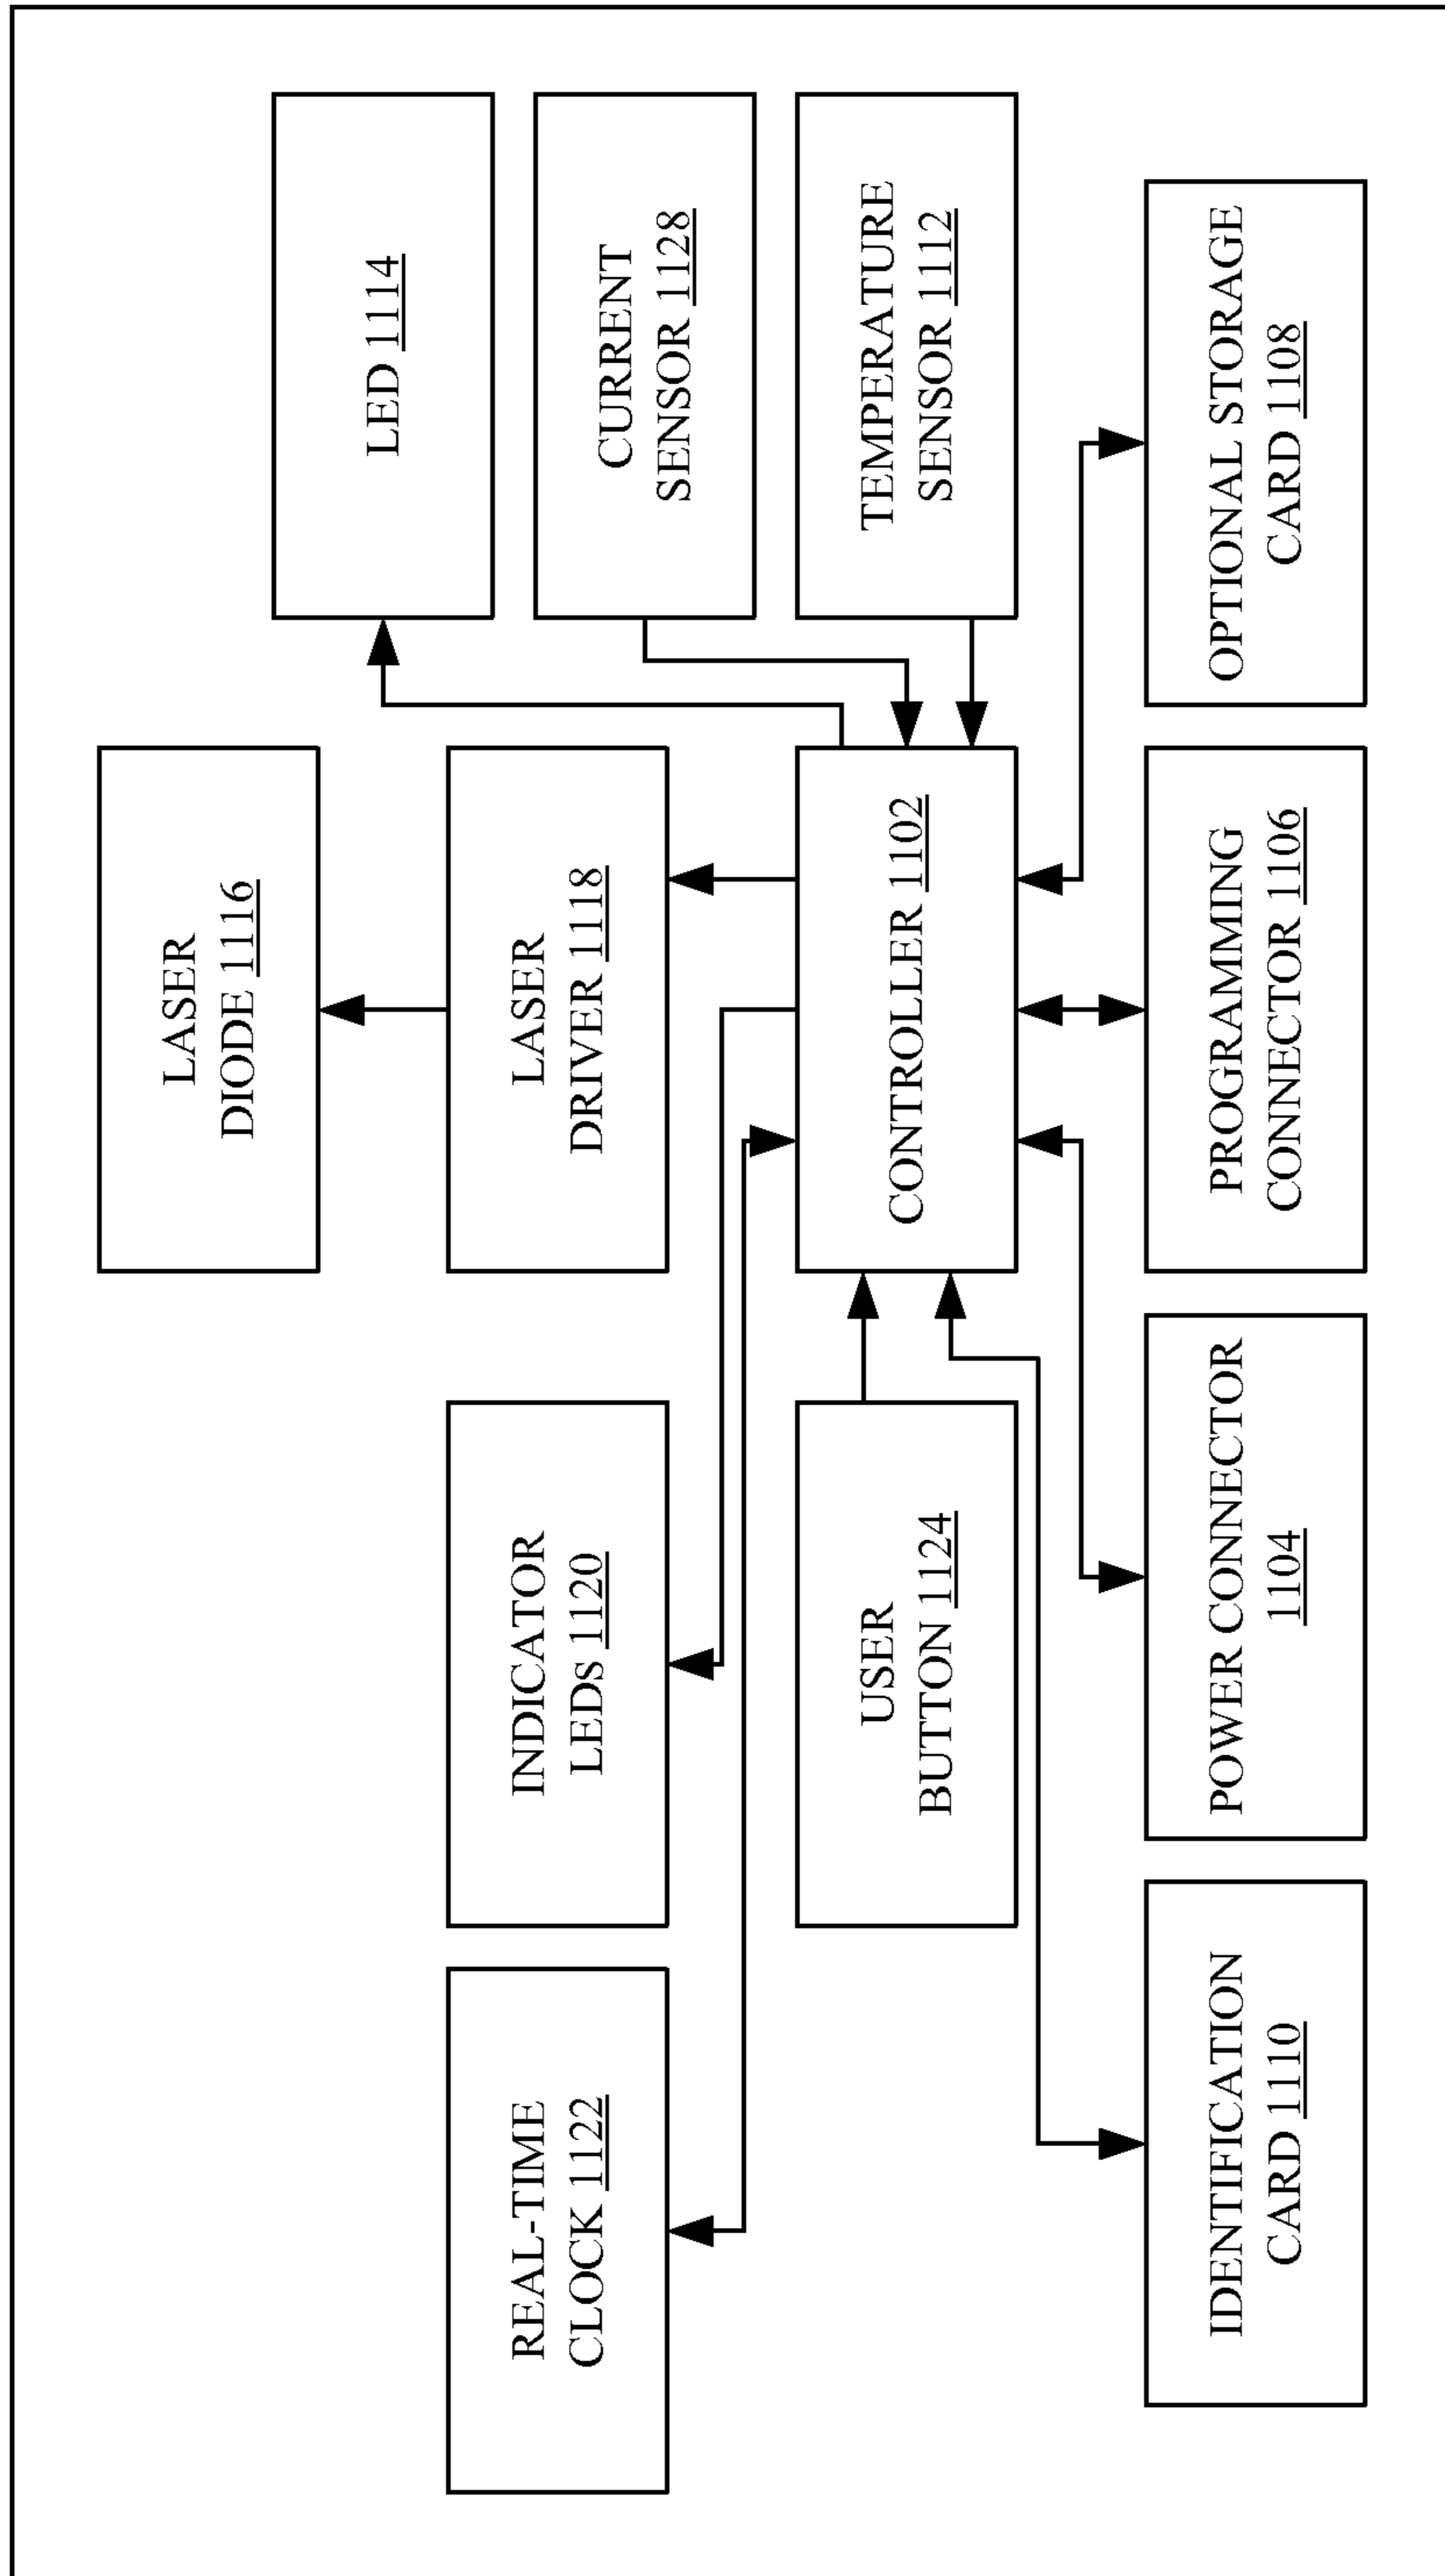 LASER
DIODE 1116
LED 1114
REAL-TIME
CLOCK 1122
INDICATOR
LEDS 1120
LASER
DRIVER 1118
CURRENT
SENSOR 1128
USER
BUTTON 1124
CONTROLLER 1102
TEMPERATURE
SENSOR 1112
IDENTIFICATION
CARD 1110
POWER CONNECTOR
1104
PROGRAMMING
CONNECTOR 1106
OPTIONAL STORAGE
CARD 1108